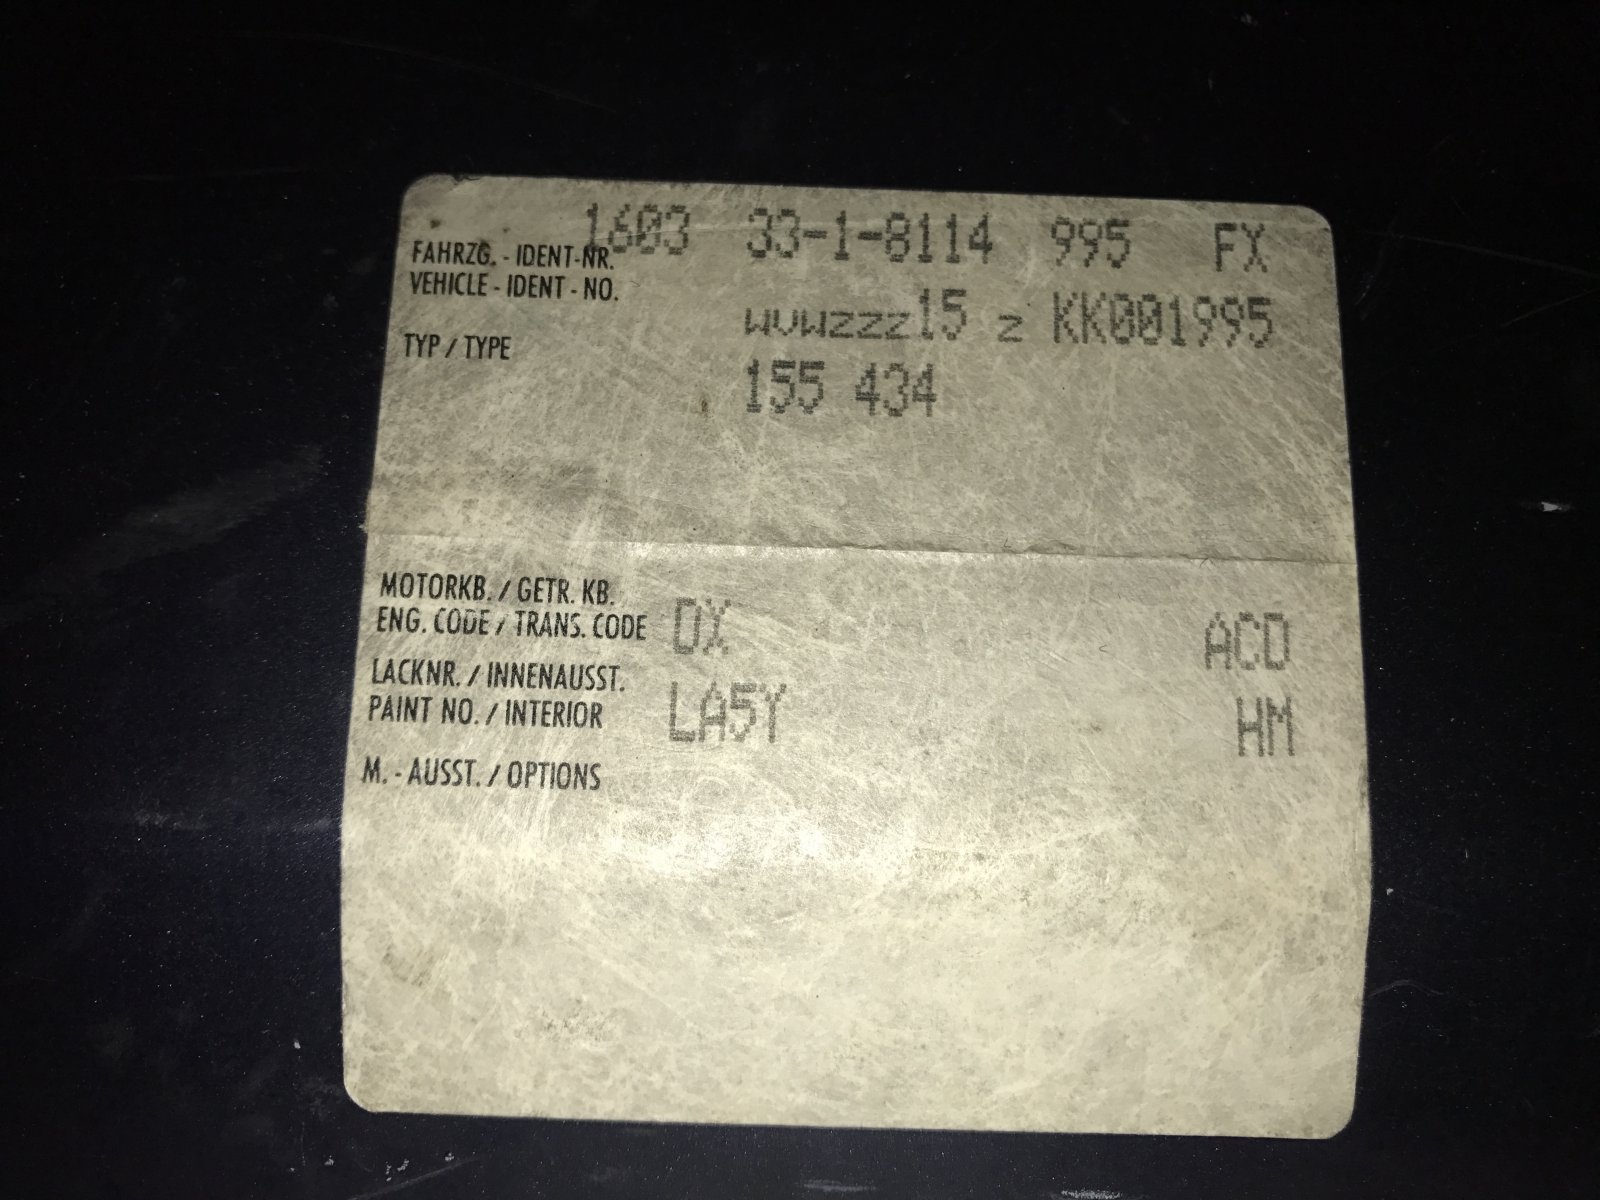 1603 33-1-8114 995 FX
FAHRZG. - IDENT-NR.
VEHICLE - IDENT - NO.
WVWZZZ15 Z KK001995
TYP / TYPE
155 434
MOTORKB. / GETR. KB.
ENG. CODE / TRANS. CODE DX ACD
LACKNR. / INNENAUSST.
PAINT NO. / INTERIOR LA5Y HM
M. - AUSST. / OPTIONS